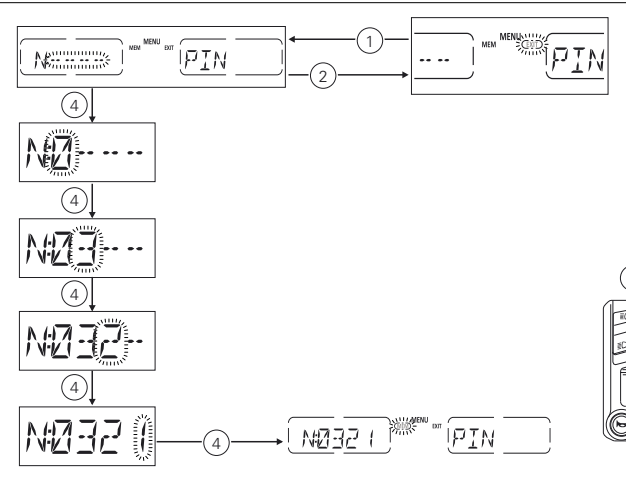 N----- MEM MENU EXIT PIN
1
-- -- MEM MENU PIN
2
4
N:0----
4
N:03---
4
N:032--
4
N:0321
4
N:0321 MENU EXIT PIN